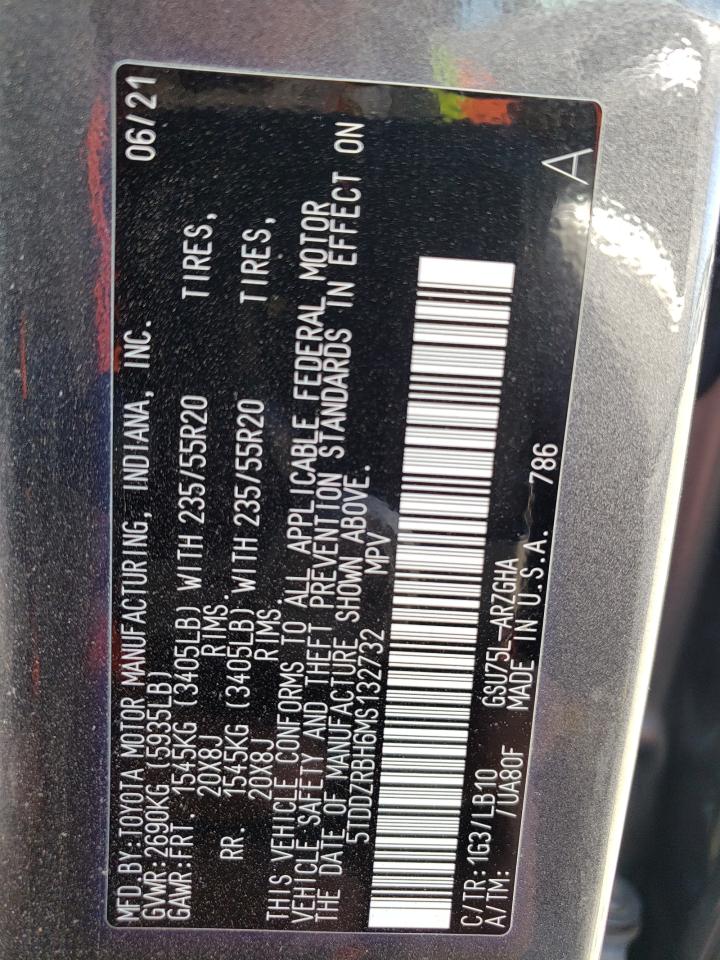 MFD.BY:TOYOTA MOTOR MANUFACTURING, INDIANA, INC. 06/21
GVWR:2690KG (5935LB)
GAWR:FRT. 1545KG (3405LB) WITH 235/55R20 TIRES,
20X8J RIMS
RR. 1545KG (3405LB) WITH 235/55R20 TIRES,
20X8J RIMS.
THIS VEHICLE CONFORMS TO ALL APPLICABLE FEDERAL MOTOR
VEHICLE SAFETY AND THEFT PREVENTION STANDARDS IN EFFECT ON
THE DATE OF MANUFACTURE SHOWN ABOVE.
5TDDZRBH6MS132732 MPV
C/TR:1G3/LB10 GSU75L-ARZGHA
A/TM: /UA80F MADE IN U.S.A. 786
A